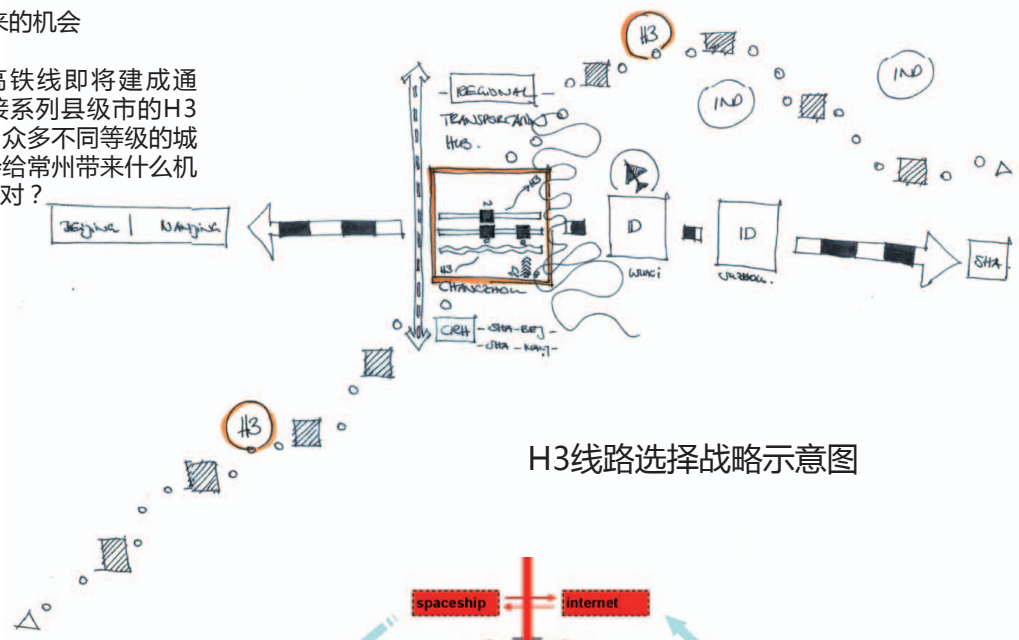 来的机会
高铁线即将建成通
接系列县级市的H3
众多不同等级的城
给常州带来什么机
对？
H3
IND
IND
REGIONAL
HUB.
H3
2
H3
Beijing | NANJING
ID
ID
SHA.
Wuxi
CHANGZHOU
CRH - SHA-BEJ -
- SHA - NANJ -
H3
H3线路选择战略示意图
spaceship
internet